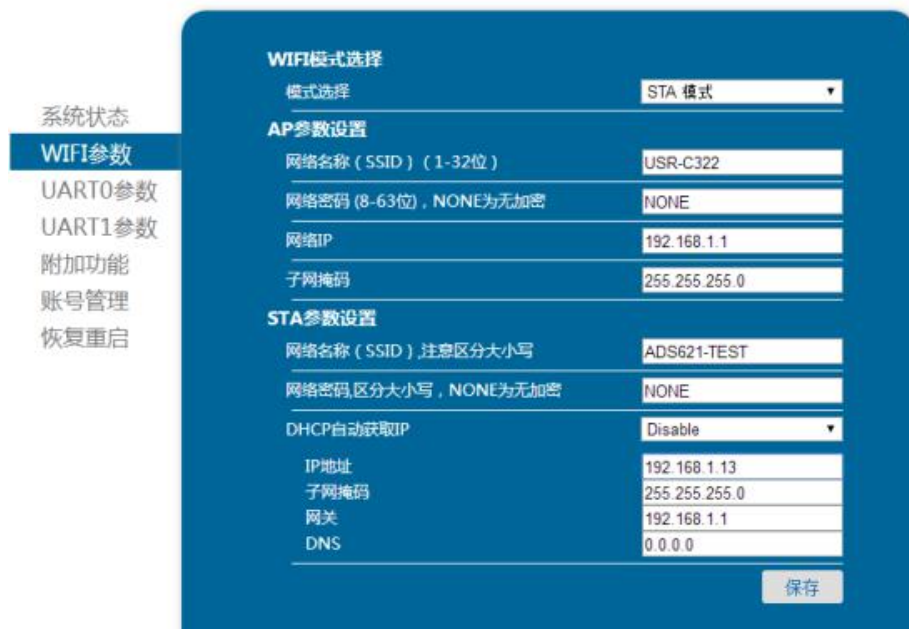 系统状态
WIFI参数
UART0参数
UART1参数
附加功能
账号管理
恢复重启
WIFI模式选择
模式选择 STA 模式
AP参数设置
网络名称（SSID）（1-32位） USR-C322
网络密码 (8-63位)，NONE为无加密 NONE
网络IP 192.168.1.1
子网掩码 255.255.255.0
STA参数设置
网络名称（SSID）,注意区分大小写 ADS621-TEST
网络密码,区分大小写，NONE为无加密 NONE
DHCP自动获取IP Disable
IP地址 192.168.1.13
子网掩码 255.255.255.0
网关 192.168.1.1
DNS 0.0.0.0
保存